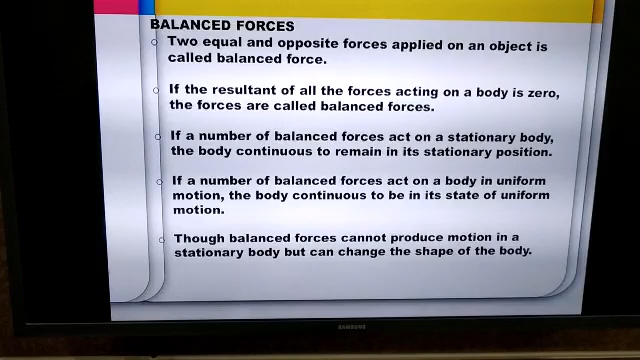 BALANCED FORCES
Two equal and opposite forces applied on an object is
called balanced force.
If the resultant of all the forces acting on a body is zero,
the forces are called balanced forces.
If a number of balanced forces act on a stationary body,
the body continuous to remain in its stationary position.
If a number of balanced forces act on a body in uniform
motion, the body continuous to be in its state of uniform
motion.
Though balanced forces cannot produce motion in a
stationary body but can change the shape of the body.
SAMSUNG